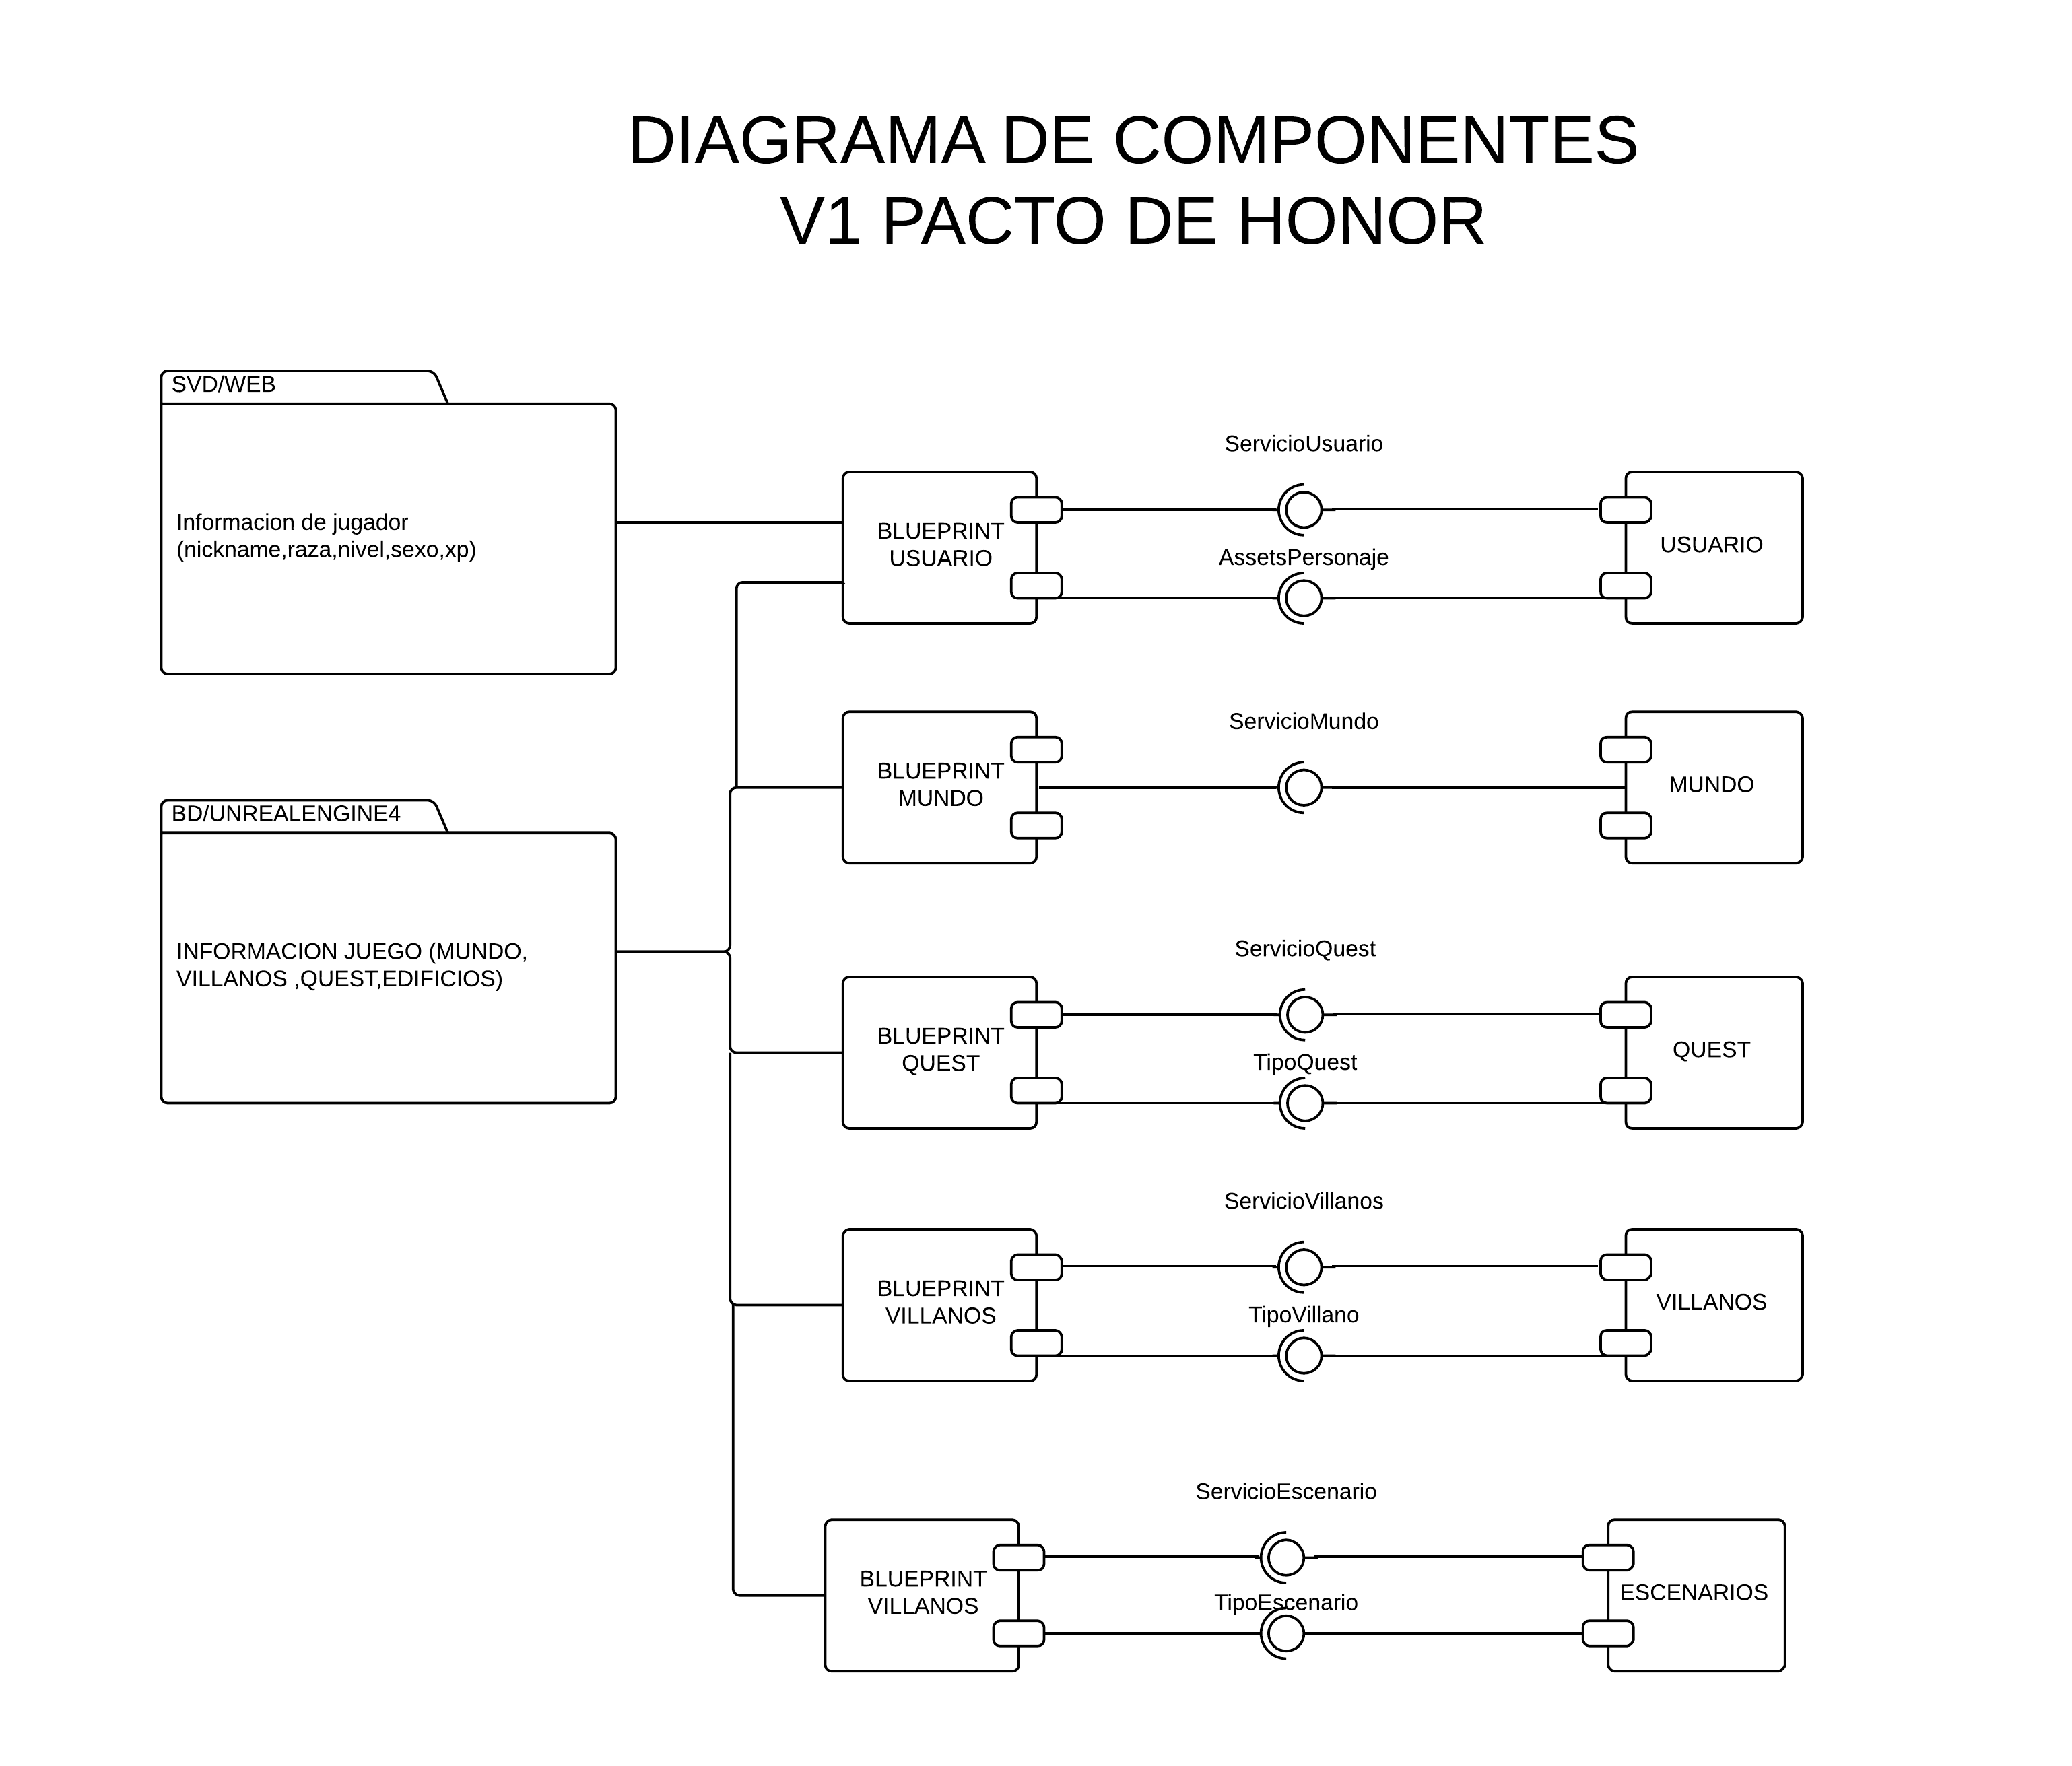 DIAGRAMA DE COMPONENTES
V1 PACTO DE HONOR
SVD/WEB
Informacion de jugador
(nickname,raza,nivel,sexo,xp)
ServicioUsuario
BLUEPRINT
USUARIO
AssetsPersonaje
USUARIO
ServicioMundo
BLUEPRINT
MUNDO
MUNDO
BD/UNREALENGINE4
INFORMACION JUEGO (MUNDO,
VILLANOS ,QUEST,EDIFICIOS)
ServicioQuest
BLUEPRINT
QUEST
TipoQuest
QUEST
ServicioVillanos
BLUEPRINT
VILLANOS
TipoVillano
VILLANOS
ServicioEscenario
BLUEPRINT
VILLANOS
TipoEscenario
ESCENARIOS